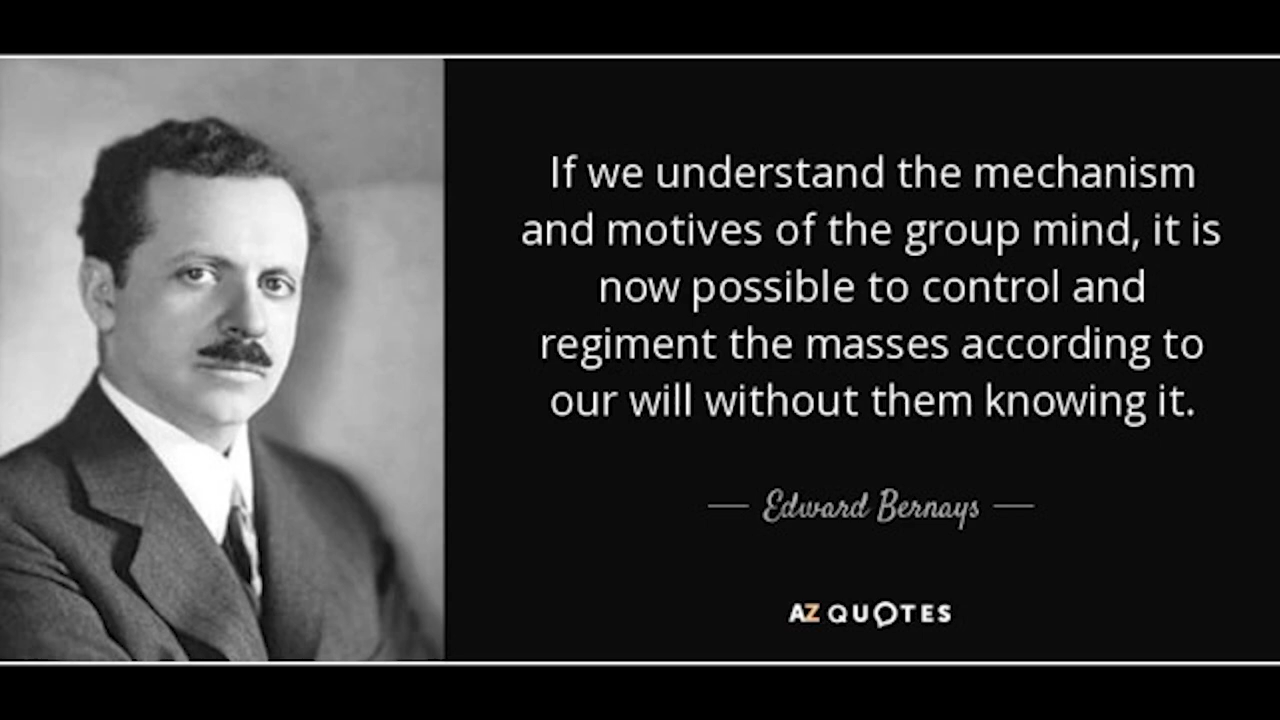 If we understand the mechanism
and motives of the group mind, it is
now possible to control and
regiment the masses according to
our will without them knowing it.
Edward Bernays
AZ QUOTES